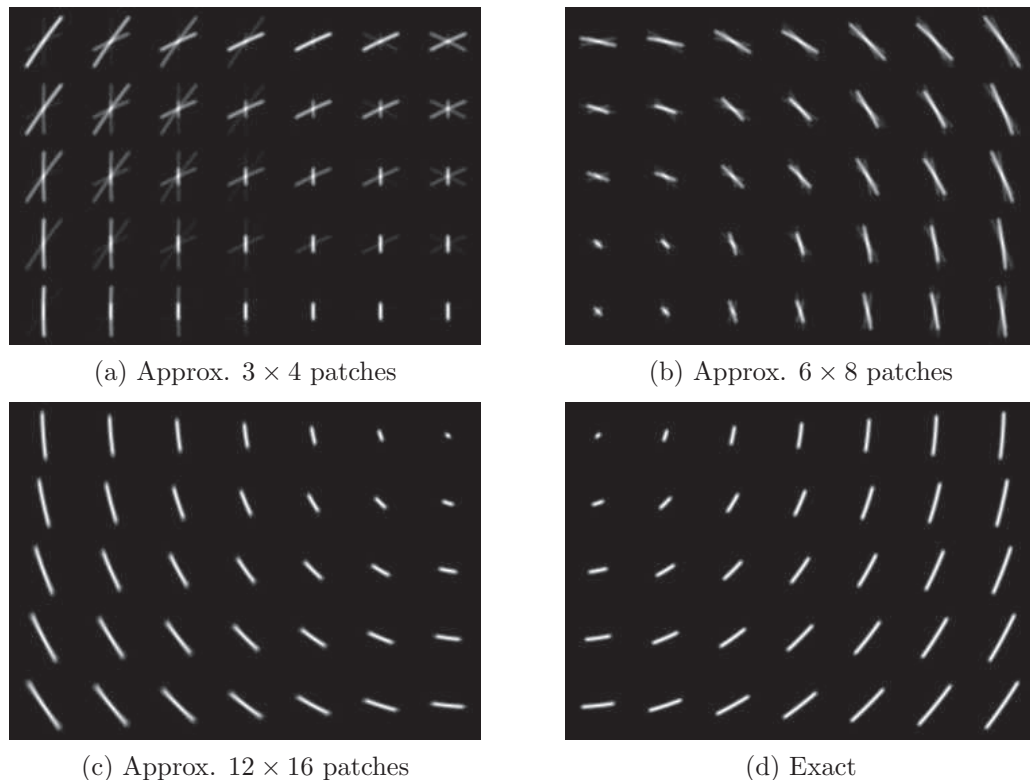 (a) Approx. 3 × 4 patches
(b) Approx. 6 × 8 patches
(c) Approx. 12 × 16 patches
(d) Exact